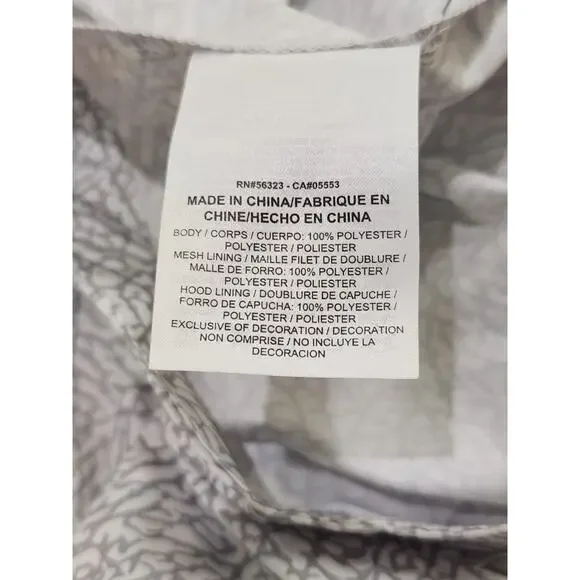 RN#56323 - CA#05553
MADE IN CHINA/FABRIQUE EN
CHINE/HECHO EN CHINA
BODY / CORPS / CUERPO: 100% POLYESTER /
POLYESTER / POLIESTER
MESH LINING / MAILLE FILET DE DOUBLURE /
MALLE DE FORRO: 100% POLYESTER /
POLYESTER / POLIESTER
HOOD LINING / DOUBLURE DE CAPUCHE /
FORRO DE CAPUCHA: 100% POLYESTER /
POLYESTER / POLIESTER
EXCLUSIVE OF DECORATION / DECORATION
NON COMPRISE / NO INCLUYE LA
DECORACION